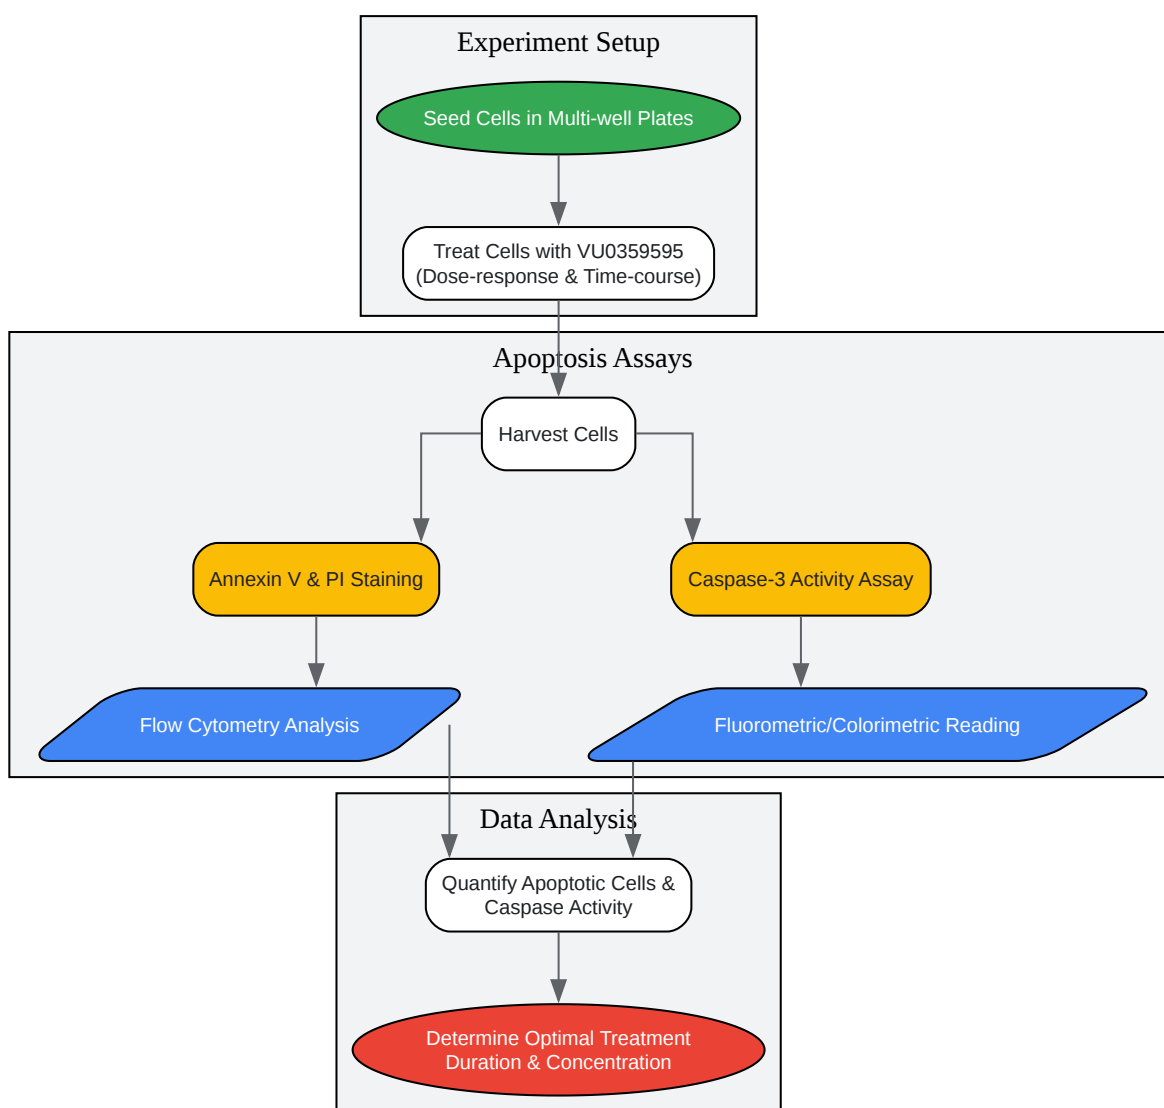 Experiment Setup
Seed Cells in Multi-well Plates
Treat Cells with VU0359595
(Dose-response & Time-course)
Apoptosis Assays
Harvest Cells
Annexin V & PI Staining
Caspase-3 Activity Assay
Flow Cytometry Analysis
Fluorometric/Colorimetric Reading
Data Analysis
Quantify Apoptotic Cells &
Caspase Activity
Determine Optimal Treatment
Duration & Concentration